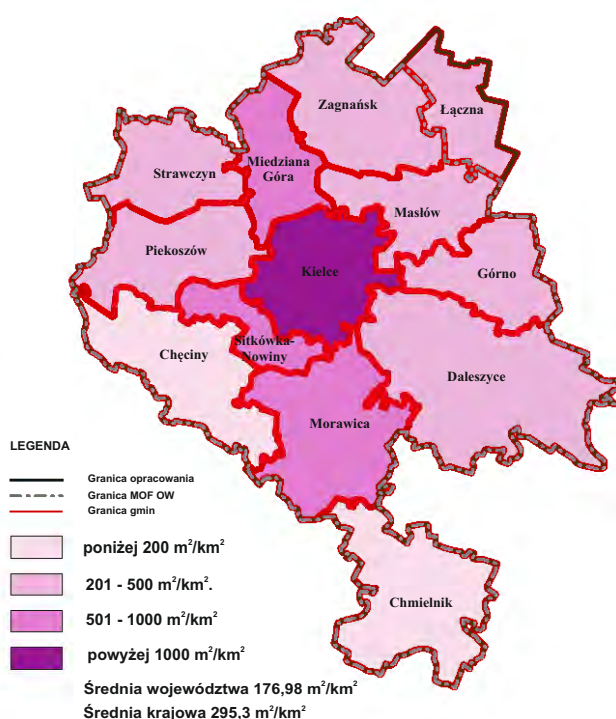 Zagnańsk
Łączna
Miedziana
Góra
Strawczyn
Masłów
Piekoszów
Kielce
Górno
Sitkówka-
Nowiny
Chęciny
Daleszyce
Morawica
LEGENDA
Granica opracowania
Granica MOF OW
Granica gmin
poniżej 200 m²/km²
201 - 500 m²/km².
501 - 1000 m²/km²
powyżej 1000 m²/km²
Chmielnik
Średnia województwa 176,98 m²/km²
Średnia krajowa 295,3 m²/km²